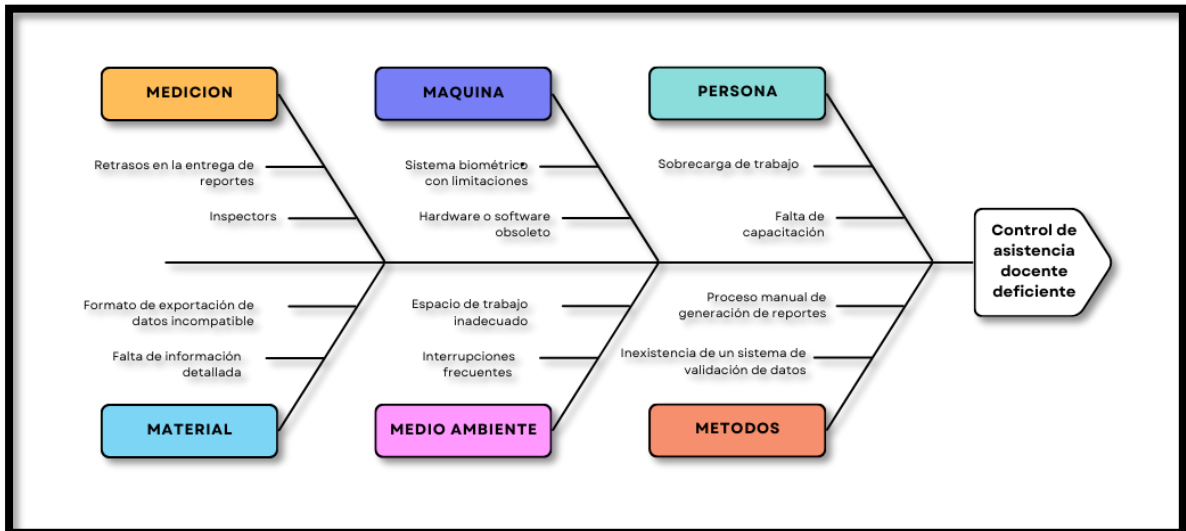 MEDICION
MAQUINA
PERSONA
Retrasos en la entrega de
reportes
Inspectors
Sistema biométrico
con limitaciones
Hardware o software
obsoleto
Sobrecarga de trabajo
Falta de
capacitación
Control de
asistencia
docente
deficiente
Formato de exportación de
datos incompatible
Falta de información
detallada
Espacio de trabajo
inadecuado
Interrupciones
frecuentes
Proceso manual de
generación de reportes
Inexistencia de un sistema de
validación de datos
MATERIAL
MEDIO AMBIENTE
METODOS